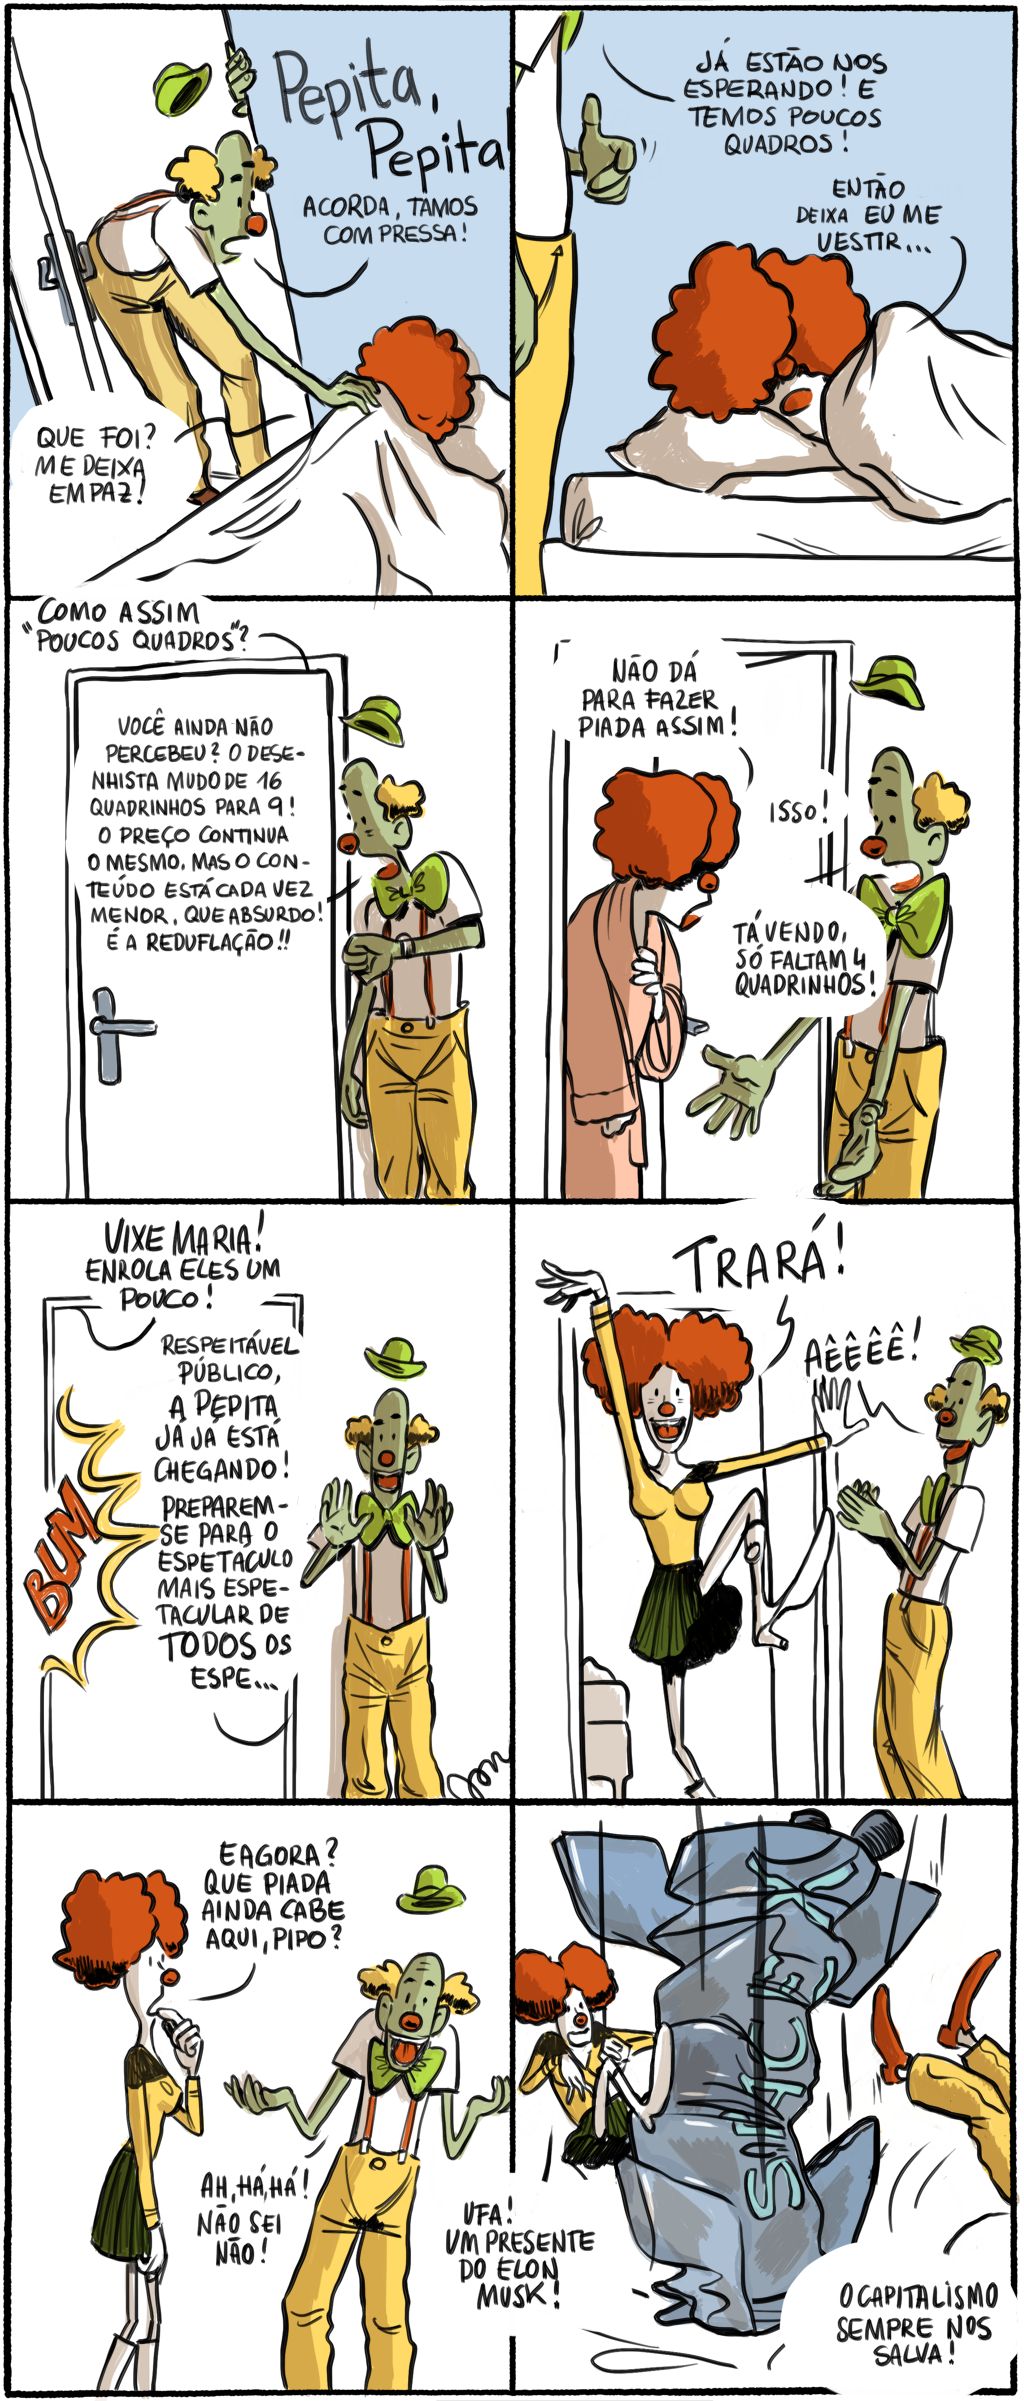 Pepita,
Pepita!
ACORDA, TAMOS
COM PRESSA!
QUE FOI?
ME DEIXA
EM PAZ!
JÁ ESTÃO NOS
ESPERANDO! E
TEMOS POUCOS
QUADROS!
ENTÃO
DEIXA EU ME
VESTIR...
COMO ASSIM
"POUCOS QUADROS"?
VOCÊ AINDA NÃO
PERCEBEU? O DESE-
NHISTA MUDO DE 16
QUADRINHOS PARA 9!
O PREÇO CONTINUA
O MESMO, MAS O CON-
TEÚDO ESTÁ CADA VEZ
MENOR, QUE ABSURDO!
É A REDUFLAÇÃO!!
NÃO DÁ
PARA FAZER
PIADA ASSIM!
ISSO!
TÁ VENDO,
SÓ FALTAM 4
QUADRINHOS!
VIXE MARIA!
ENROLA ELES UM
POUCO!
RESPEITÁVEL
PÚBLICO,
A PEPITA
JÁ JÁ ESTÁ
CHEGANDO!
PREPAREM-
SE PARA O
ESPETACULO
MAIS ESPE-
TACULAR DE
TODOS OS
ESPE...
BUM
TRARÁ!
AÊÊÊÊ!
E AGORA?
QUE PIADA
AINDA CABE
AQUI, PIPO?
AH, HÁ, HÁ!
NÃO SEI
NÃO!
SPACE X
UFA!
UM PRESENTE
DO ELON
MUSK!
O CAPITALISMO
SEMPRE NOS
SALVA!